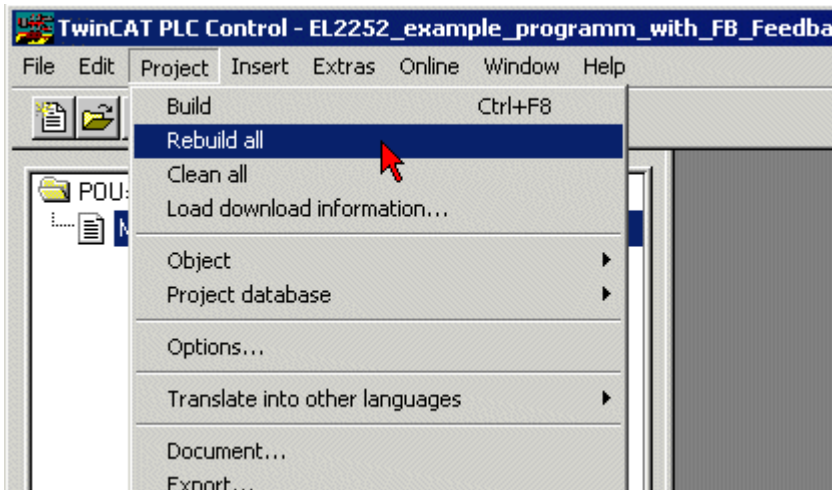 TwinCAT PLC Control - EL2252_example_programm_with_FB_Feedba
File Edit Project Insert Extras Online Window Help
Build Ctrl+F8
Rebuild all
Clean all
POU
Load download information...
Object
Project database
Options...
Translate into other languages
Document...
Export...